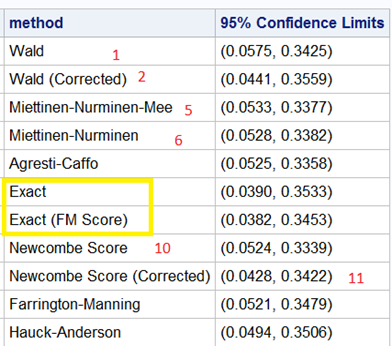 method 95% Confidence Limits
Wald 1 (0.0575, 0.3425)
Wald (Corrected) 2 (0.0441, 0.3559)
Miettinen-Nurminen-Mee 5 (0.0533, 0.3377)
Miettinen-Nurminen 6 (0.0528, 0.3382)
Agresti-Caffo (0.0525, 0.3358)
Exact (0.0390, 0.3533)
Exact (FM Score) (0.0382, 0.3453)
Newcombe Score 10 (0.0524, 0.3339)
Newcombe Score (Corrected) (0.0428, 0.3422) 11
Farrington-Manning (0.0521, 0.3479)
Hauck-Anderson (0.0494, 0.3506)